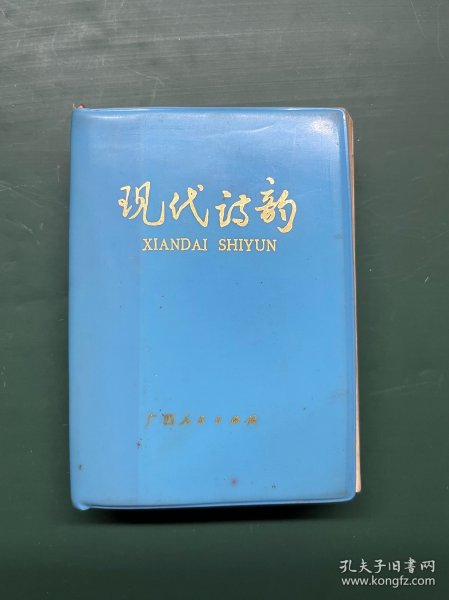 现代诗韵
XIANDAI SHIYUN
广西人民出版社
孔夫子旧书网
www.kongfz.com